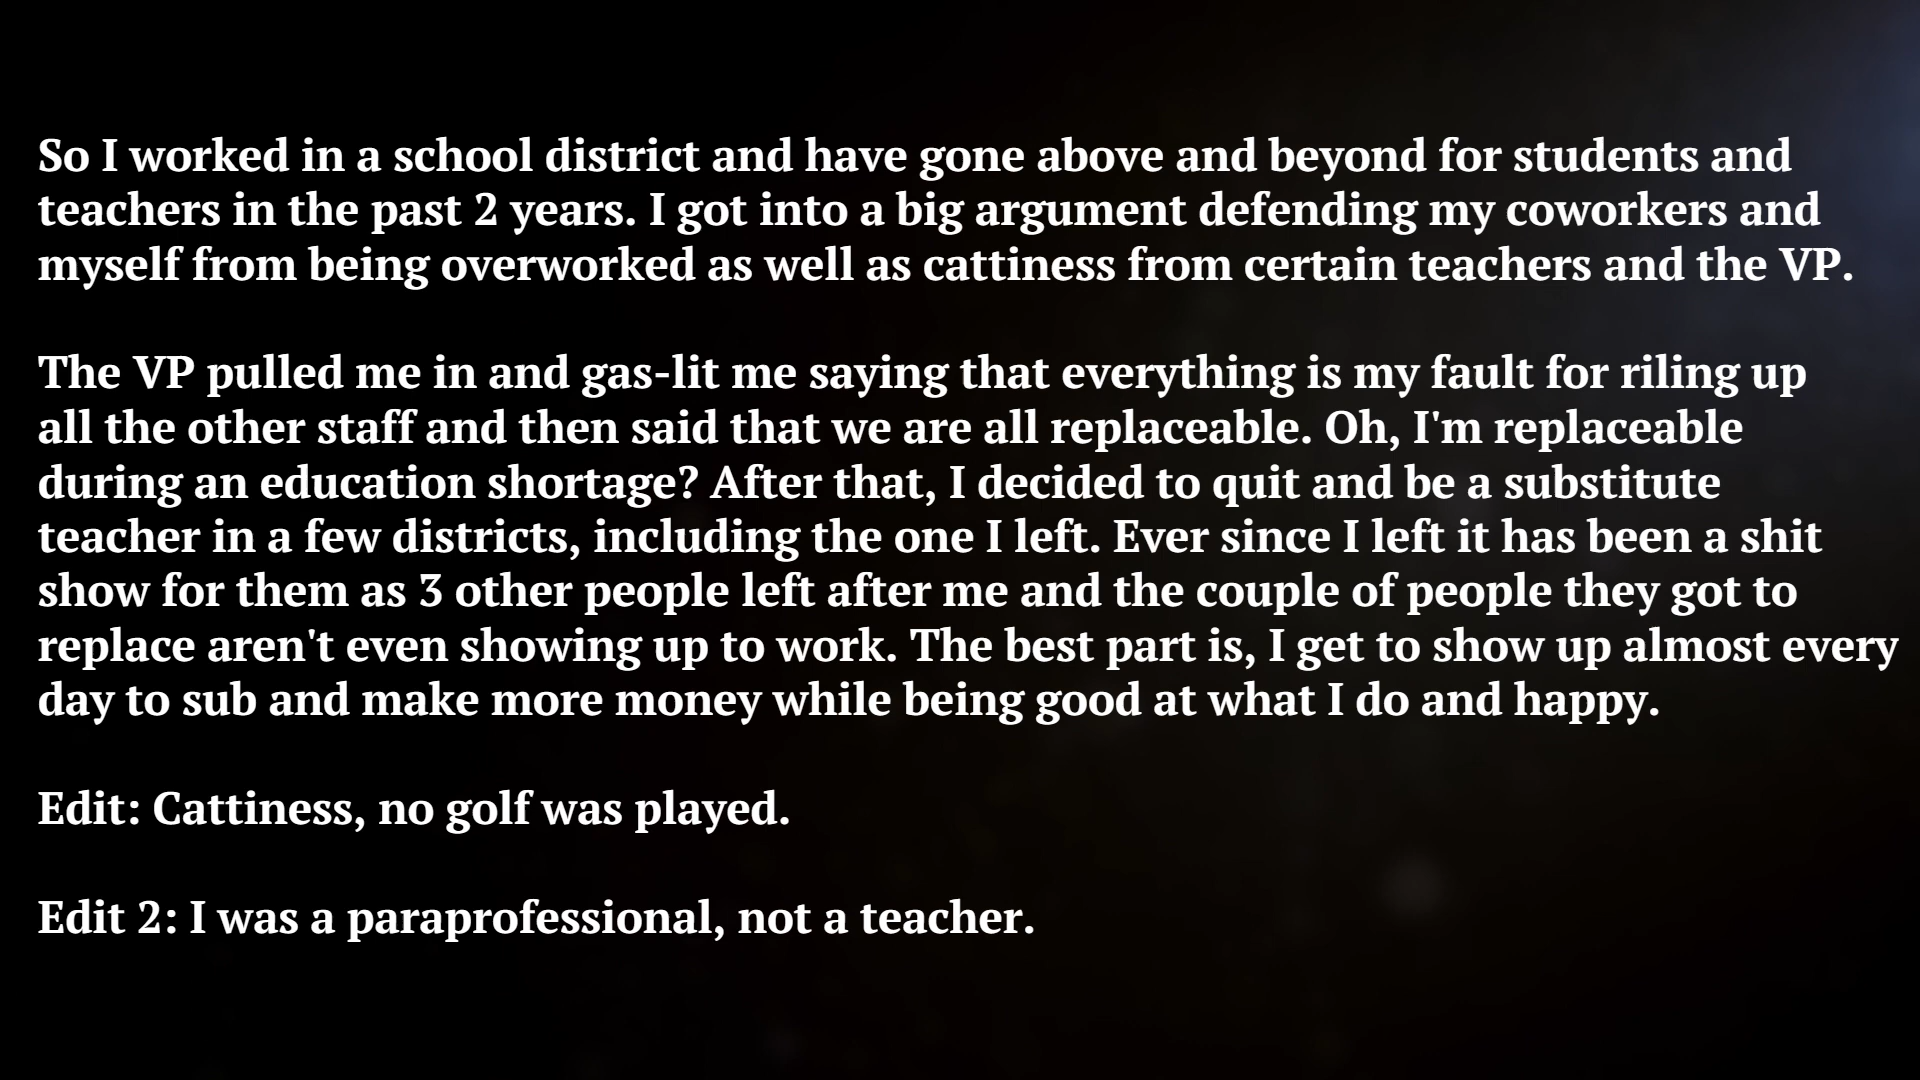 So I worked in a school district and have gone above and beyond for students and
teachers in the past 2 years. I got into a big argument defending my coworkers and
myself from being overworked as well as cattiness from certain teachers and the VP.
The VP pulled me in and gas-lit me saying that everything is my fault for riling up
all the other staff and then said that we are all replaceable. Oh, I'm replaceable
during an education shortage? After that, I decided to quit and be a substitute
teacher in a few districts, including the one I left. Ever since I left it has been a shit
show for them as 3 other people left after me and the couple of people they got to
replace aren't even showing up to work. The best part is, I get to show up almost every
day to sub and make more money while being good at what I do and happy.
Edit: Cattiness, no golf was played.
Edit 2: I was a paraprofessional, not a teacher.